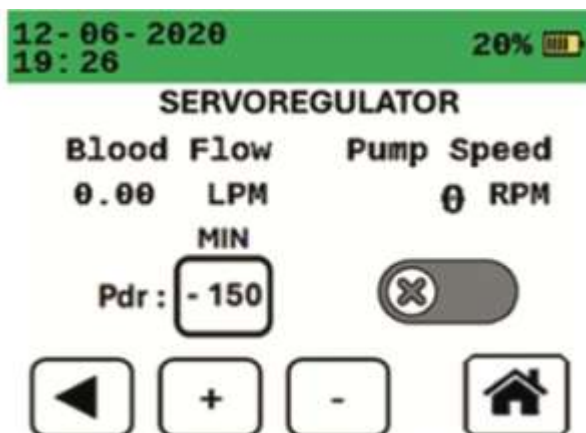 12-06-2020
20%
19:26
SERVOREGULATOR
Blood Flow Pump Speed
0.00 LPM 0 RPM
MIN
Pdr : - 150
+ -